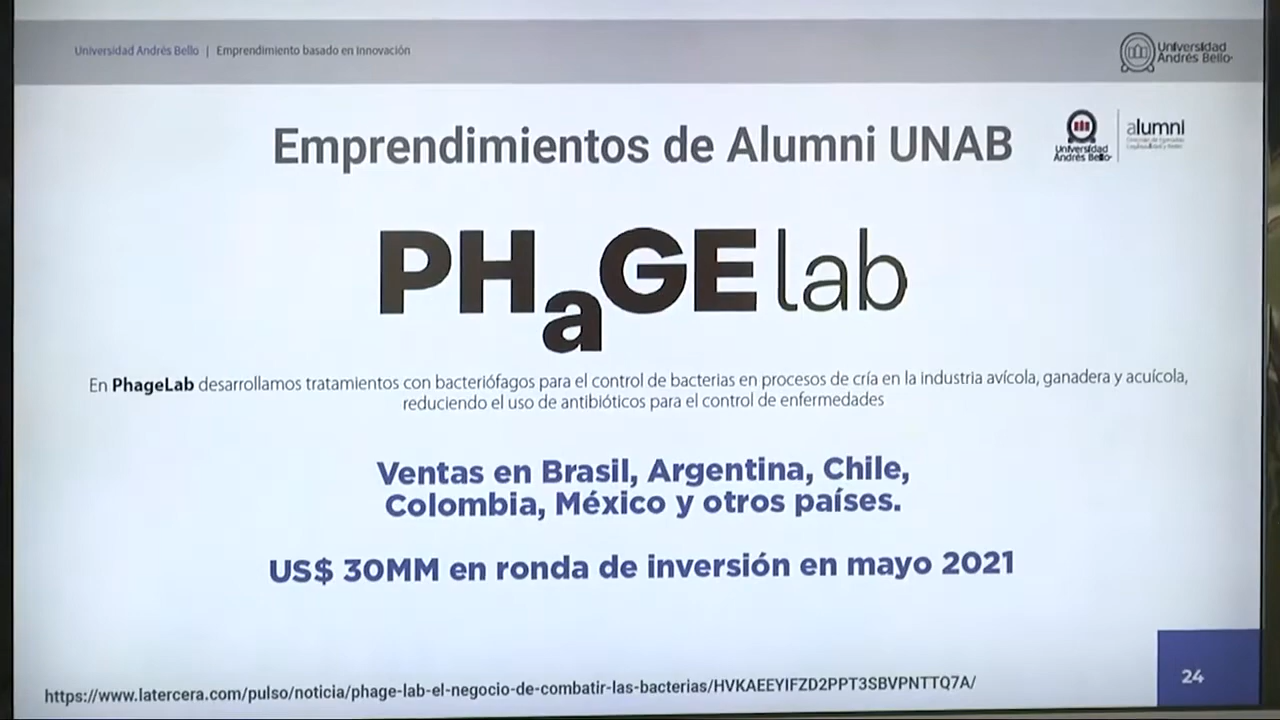 Universidad Andrés Bello | Emprendimiento basado en Innovación
Universidad
Andrés Bello
Emprendimientos de Alumni UNAB
Universidad
Andrés Bello
alumni
PHaGE lab
En PhageLab desarrollamos tratamientos con bacteriófagos para el control de bacterias en procesos de cría en la industria avícola, ganadera y acuícola,
reduciendo el uso de antibióticos para el control de enfermedades
Ventas en Brasil, Argentina, Chile,
Colombia, México y otros países.
US$ 30MM en ronda de inversión en mayo 2021
https://www.latercera.com/pulso/noticia/phage-lab-el-negocio-de-combatir-las-bacterias/HVKAEEYIFZD2PPT3SBVPNTTQ7A/
24